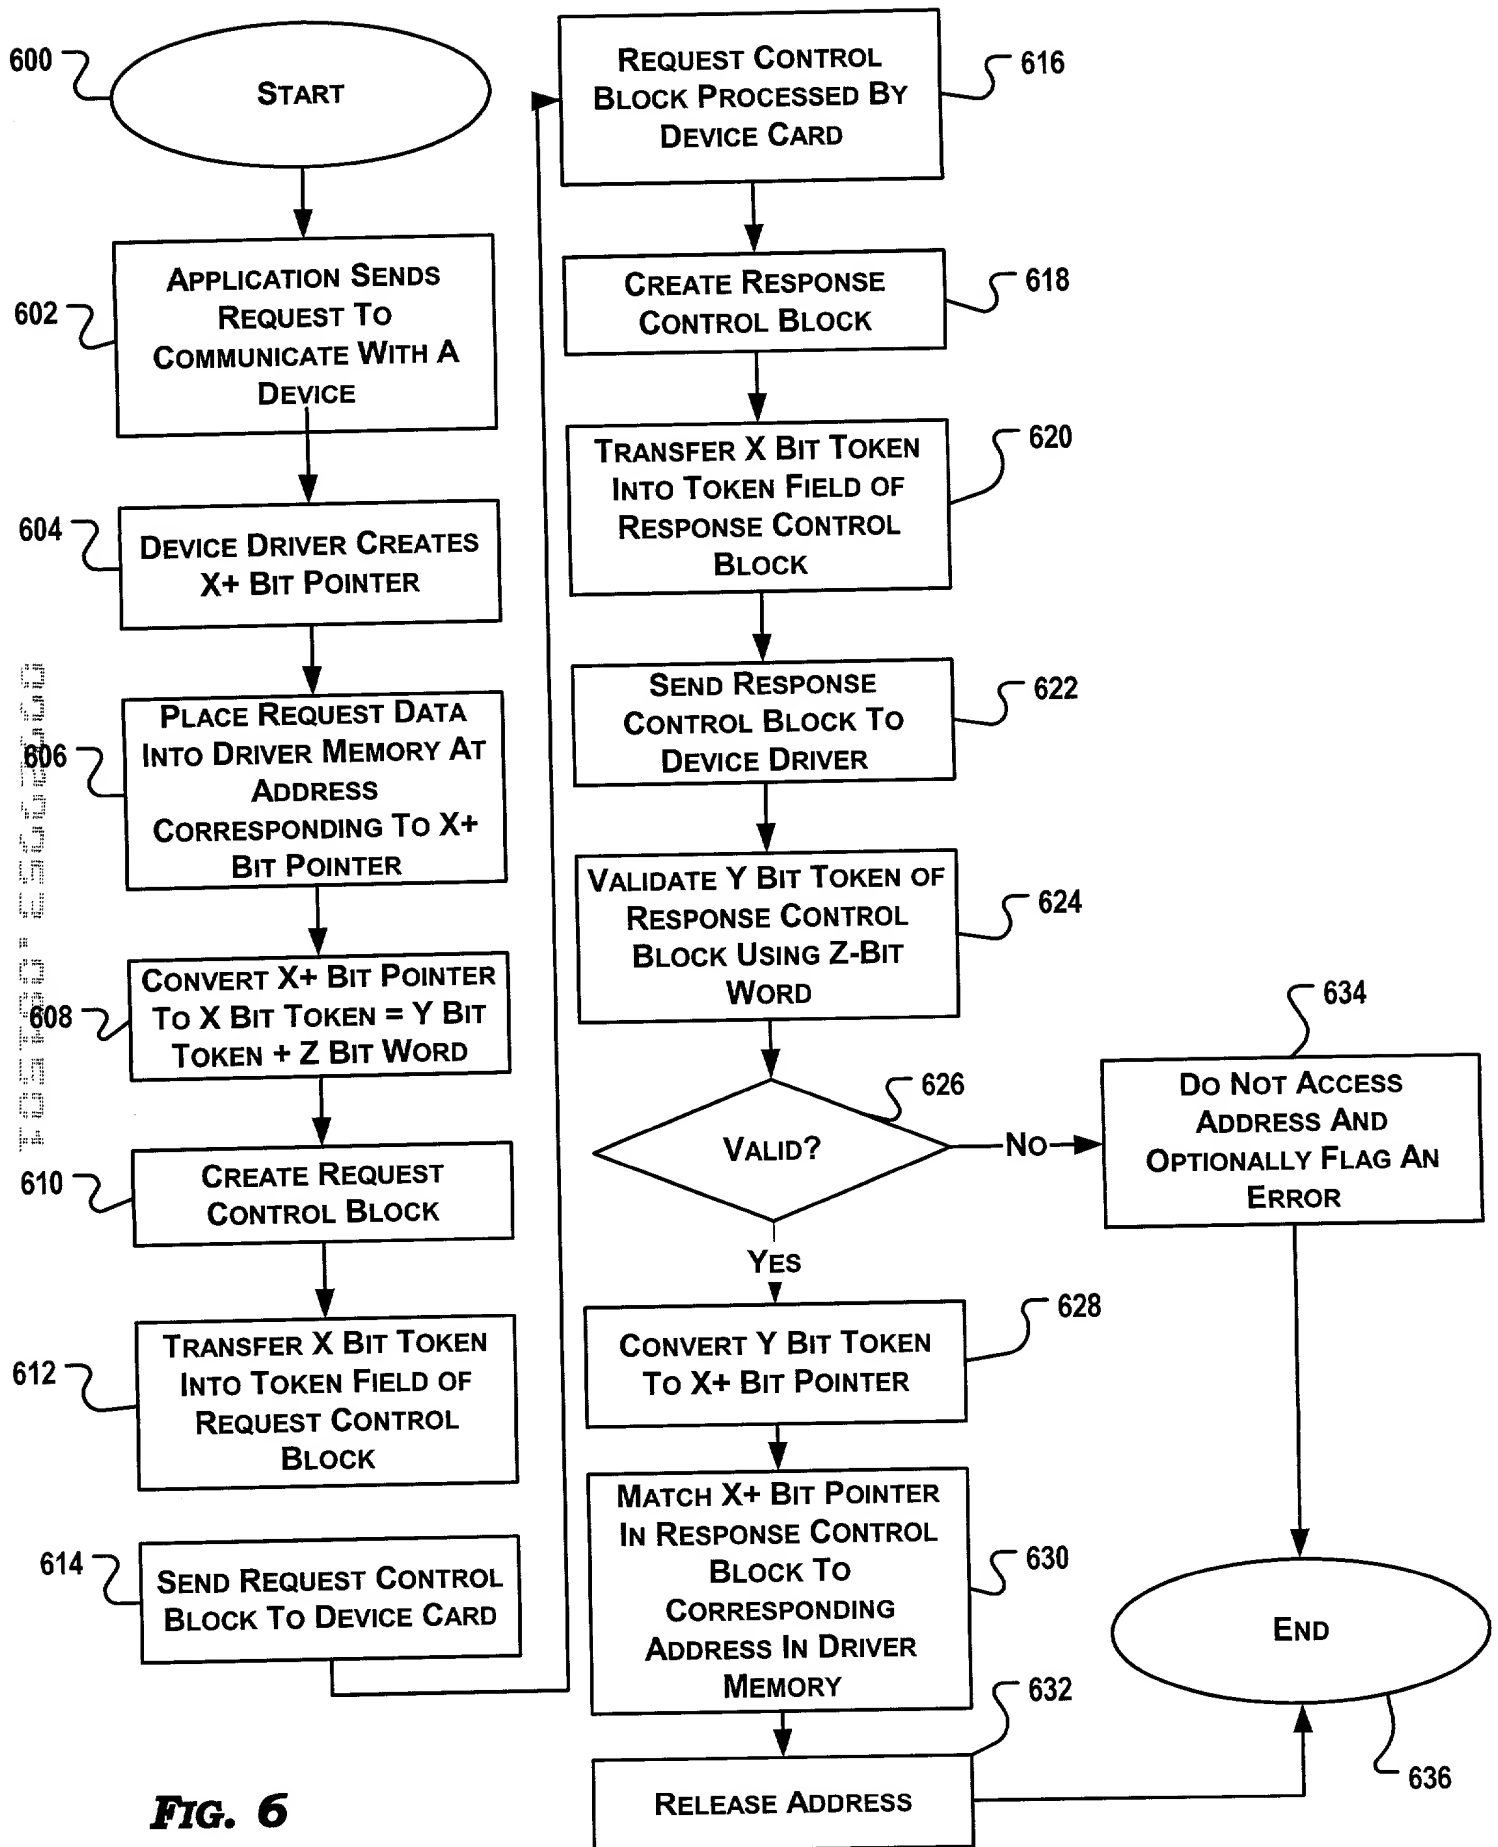 600
START
602
APPLICATION SENDS
REQUEST TO
COMMUNICATE WITH A
DEVICE
604
DEVICE DRIVER CREATES
X+ BIT POINTER
606
PLACE REQUEST DATA
INTO DRIVER MEMORY AT
ADDRESS
CORRESPONDING TO X+
BIT POINTER
608
CONVERT X+ BIT POINTER
TO X BIT TOKEN = Y BIT
TOKEN + Z BIT WORD
610
CREATE REQUEST
CONTROL BLOCK
612
TRANSFER X BIT TOKEN
INTO TOKEN FIELD OF
REQUEST CONTROL
BLOCK
614
SEND REQUEST CONTROL
BLOCK TO DEVICE CARD
REQUEST CONTROL
BLOCK PROCESSED BY
DEVICE CARD
616
CREATE RESPONSE
CONTROL BLOCK
618
TRANSFER X BIT TOKEN
INTO TOKEN FIELD OF
RESPONSE CONTROL
BLOCK
620
SEND RESPONSE
CONTROL BLOCK TO
DEVICE DRIVER
622
VALIDATE Y BIT TOKEN OF
RESPONSE CONTROL
BLOCK USING Z-BIT
WORD
624
VALID?
626
NO
YES
CONVERT Y BIT TOKEN
TO X+ BIT POINTER
628
MATCH X+ BIT POINTER
IN RESPONSE CONTROL
BLOCK TO
CORRESPONDING
ADDRESS IN DRIVER
MEMORY
630
RELEASE ADDRESS
632
634
DO NOT ACCESS
ADDRESS AND
OPTIONALLY FLAG AN
ERROR
END
636
FIG. 6